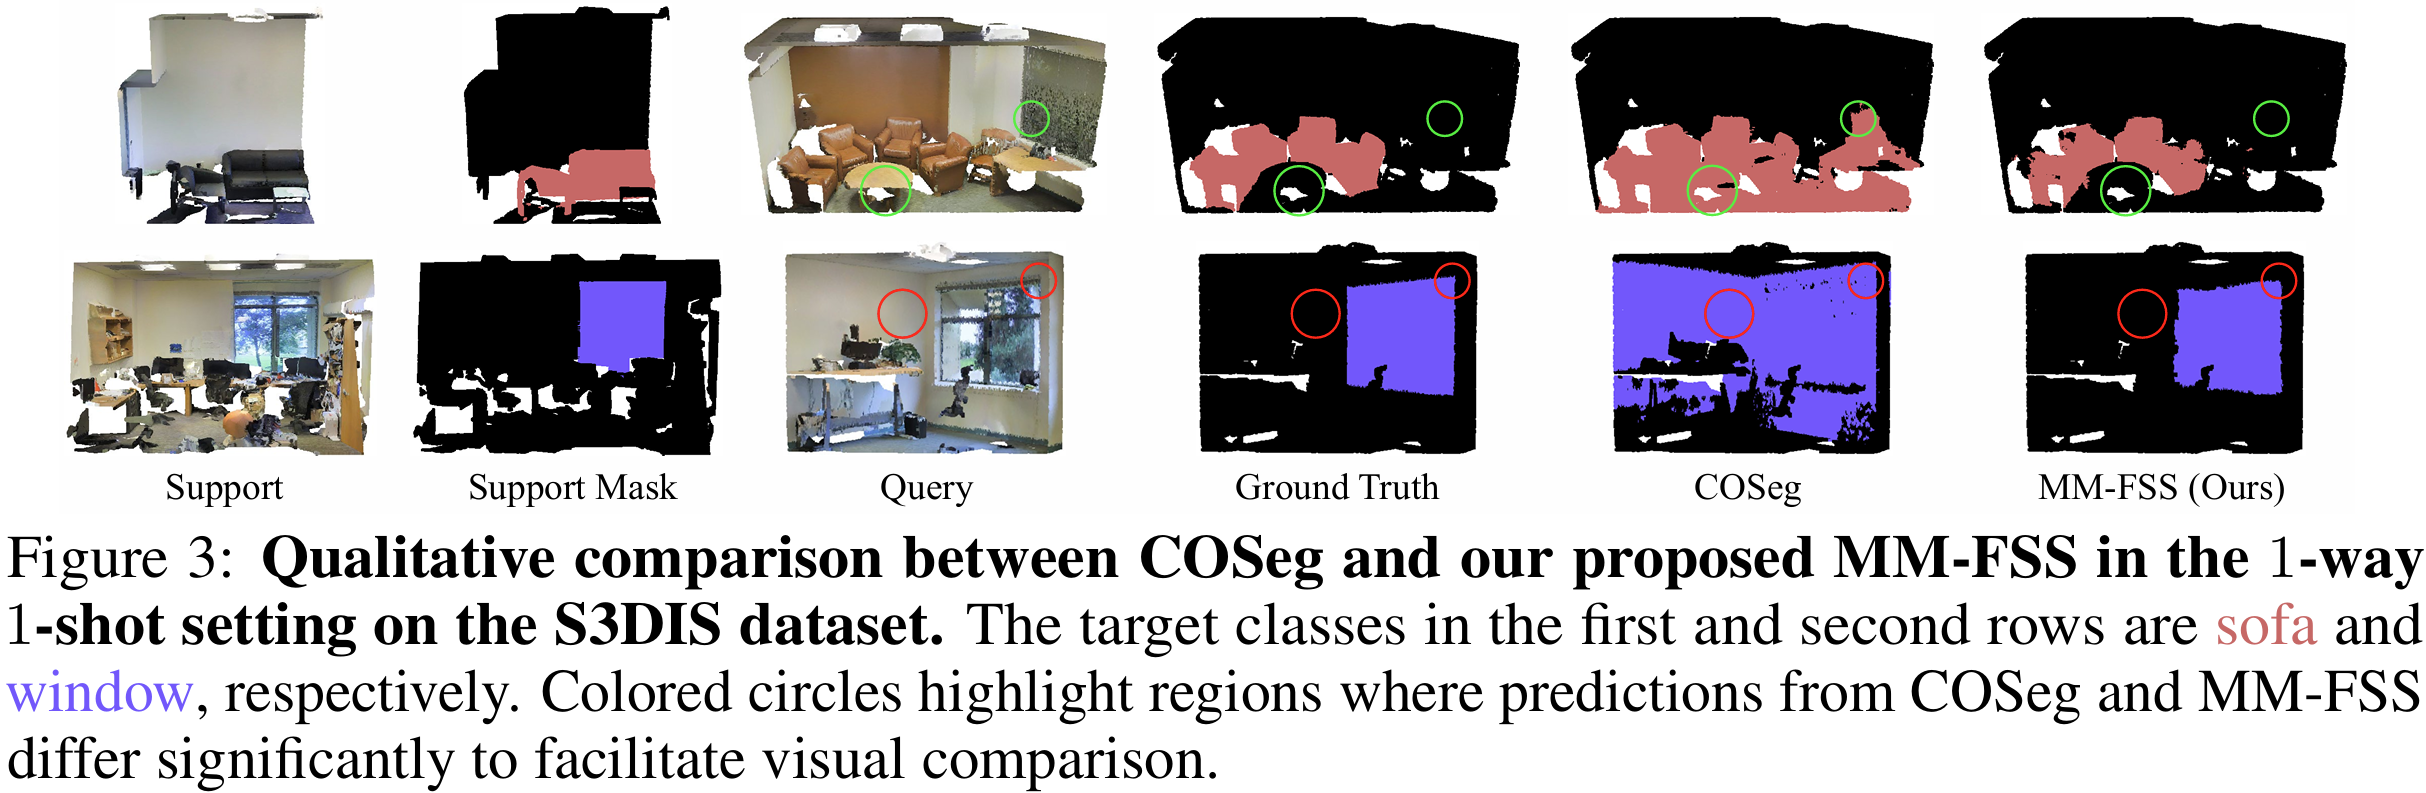 Support Support Mask Query Ground Truth COSeg MM-FSS (Ours)
Figure 3: Qualitative comparison between COSeg and our proposed MM-FSS in the 1-way
1-shot setting on the S3DIS dataset. The target classes in the first and second rows are sofa and
window, respectively. Colored circles highlight regions where predictions from COSeg and MM-FSS
differ significantly to facilitate visual comparison.